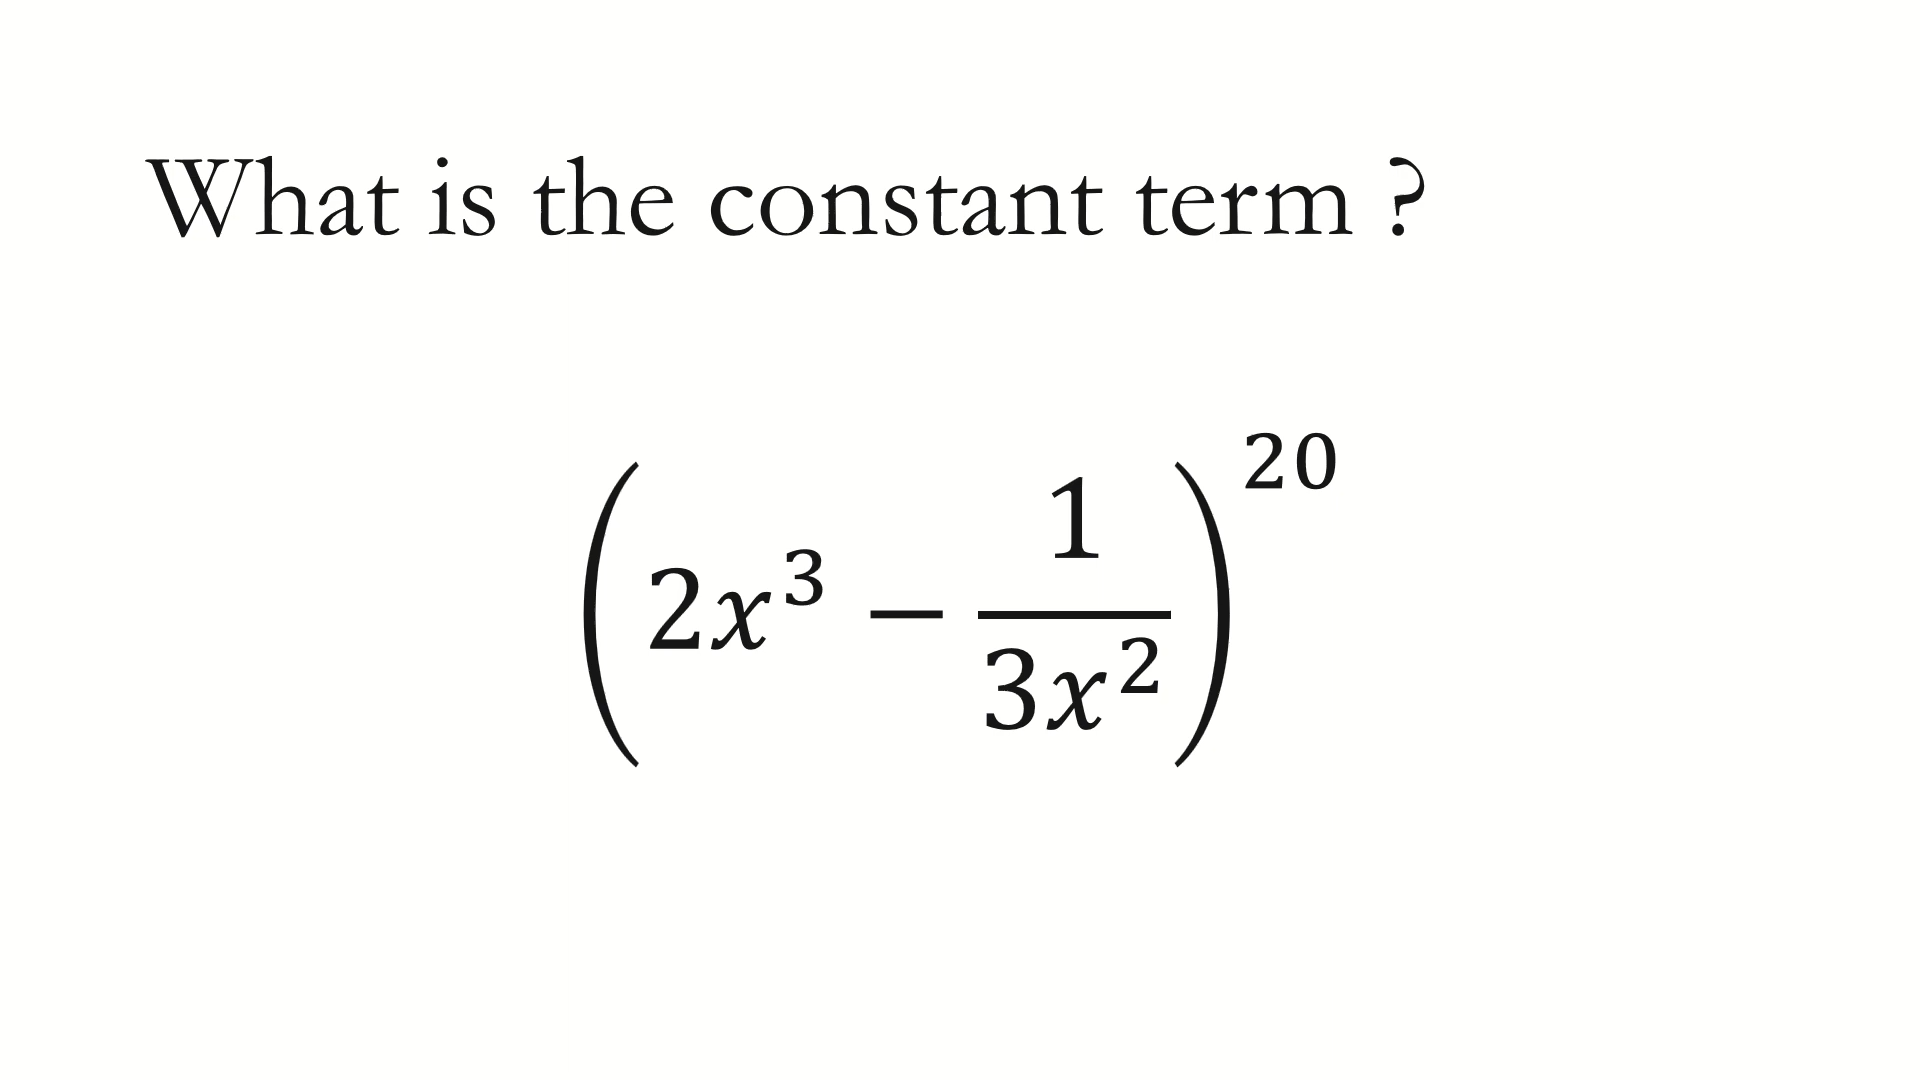 What is the constant term ?
(2x³ − 1/(3x²))²⁰